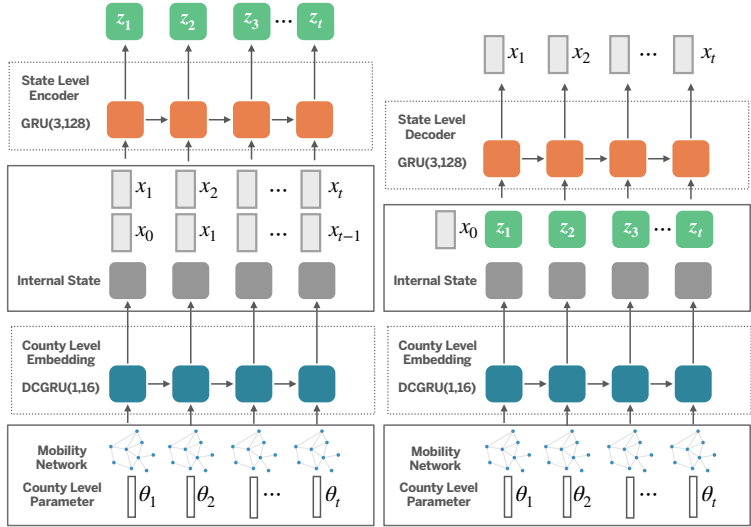 z1 z2 z3 ... zt
State Level
Encoder
GRU(3,128)
x1 x2 ... xt
x0 x1 ... xt−1
Internal State
County Level
Embedding
DCGRU(1,16)
Mobility
Network
County Level
Parameter
θ1 θ2 ... θt
x1 x2 ... xt
State Level
Decoder
GRU(3,128)
x0 z1 z2 z3 ... zt
Internal State
County Level
Embedding
DCGRU(1,16)
Mobility
Network
County Level
Parameter
θ1 θ2 ... θt